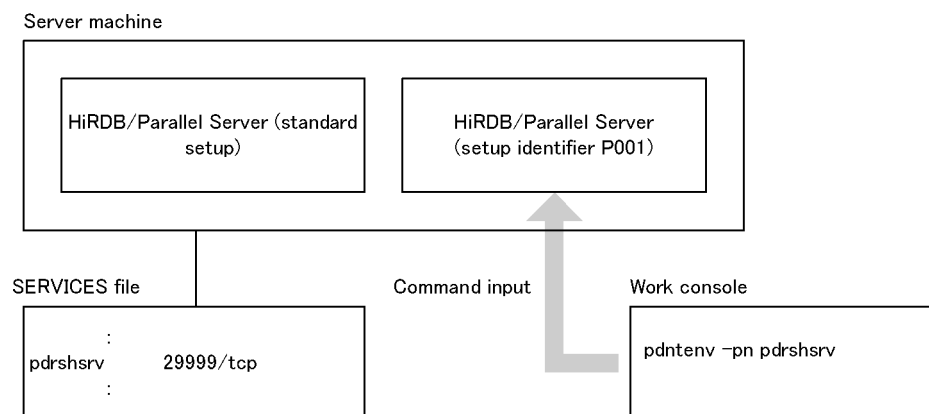 Server machine
HiRDB/Parallel Server (standard
setup)
HiRDB/Parallel Server
(setup identifier P001)
SERVICES file
Command input
Work console
:
pdrshsrv 29999/tcp
:
pdntenv -pn pdrshsrv